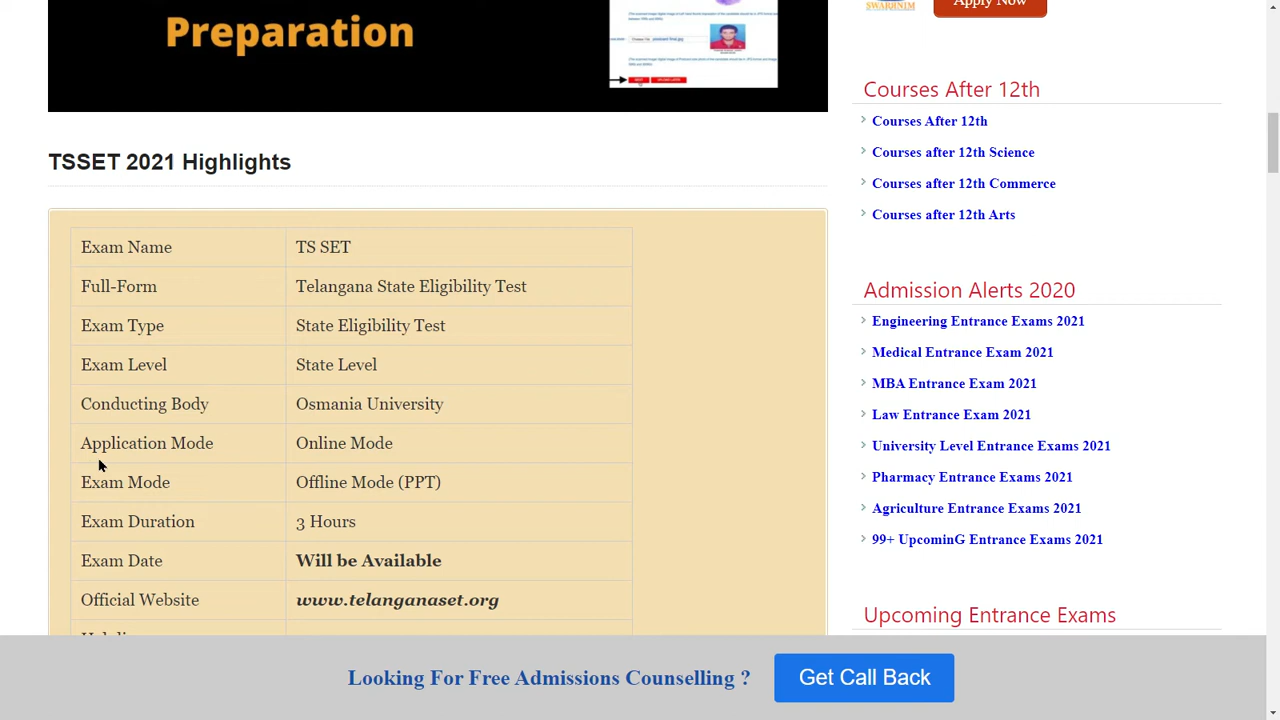 Preparation
SWARRNIM
Apply Now
TSSET 2021 Highlights
Exam Name TS SET
Full-Form Telangana State Eligibility Test
Exam Type State Eligibility Test
Exam Level State Level
Conducting Body Osmania University
Application Mode Online Mode
Exam Mode Offline Mode (PPT)
Exam Duration 3 Hours
Exam Date Will be Available
Official Website www.telanganaset.org
Courses After 12th
Courses After 12th
Courses after 12th Science
Courses after 12th Commerce
Courses after 12th Arts
Admission Alerts 2020
Engineering Entrance Exams 2021
Medical Entrance Exam 2021
MBA Entrance Exam 2021
Law Entrance Exam 2021
University Level Entrance Exams 2021
Pharmacy Entrance Exams 2021
Agriculture Entrance Exams 2021
99+ UpcominG Entrance Exams 2021
Upcoming Entrance Exams
Looking For Free Admissions Counselling ? Get Call Back